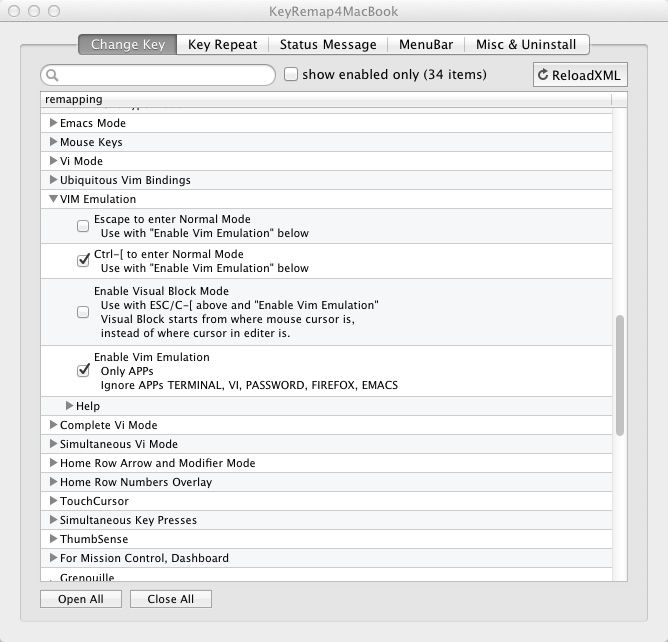 KeyRemap4MacBook
Change Key
Key Repeat
Status Message
MenuBar
Misc & Uninstall
show enabled only (34 items)
ReloadXML
remapping
Emacs Mode
Mouse Keys
Vi Mode
Ubiquitous Vim Bindings
VIM Emulation
Escape to enter Normal Mode
Use with "Enable Vim Emulation" below
Ctrl-[ to enter Normal Mode
Use with "Enable Vim Emulation" below
Enable Visual Block Mode
Use with ESC/C-[ above and "Enable Vim Emulation"
Visual Block starts from where mouse cursor is,
instead of where cursor in editer is.
Enable Vim Emulation
Only APPs
Ignore APPs TERMINAL, VI, PASSWORD, FIREFOX, EMACS
Help
Complete Vi Mode
Simultaneous Vi Mode
Home Row Arrow and Modifier Mode
Home Row Numbers Overlay
TouchCursor
Simultaneous Key Presses
ThumbSense
For Mission Control, Dashboard
Grenouille
Open All
Close All